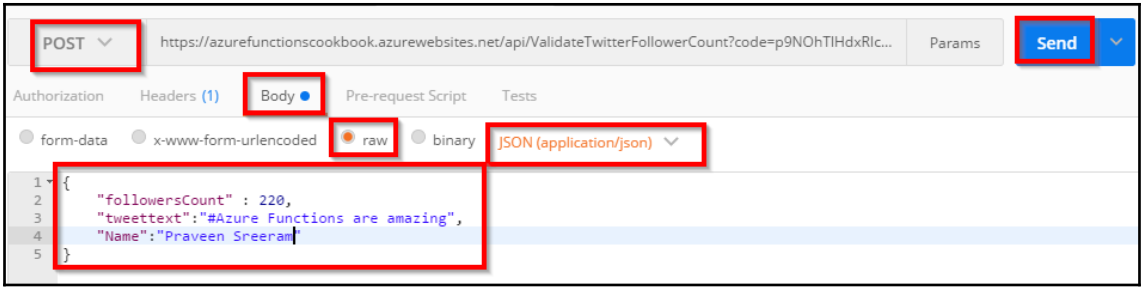 POST https://azurefunctionscookbook.azurewebsites.net/api/ValidateTwitterFollowerCount?code=p9NOhTIHdxRIc... Params Send
Authorization Headers (1) Body Pre-request Script Tests
form-data x-www-form-urlencoded raw binary JSON (application/json)
1 {
2 "followersCount" : 220,
3 "tweettext":"#Azure Functions are amazing",
4 "Name":"Praveen Sreeram"
5 }